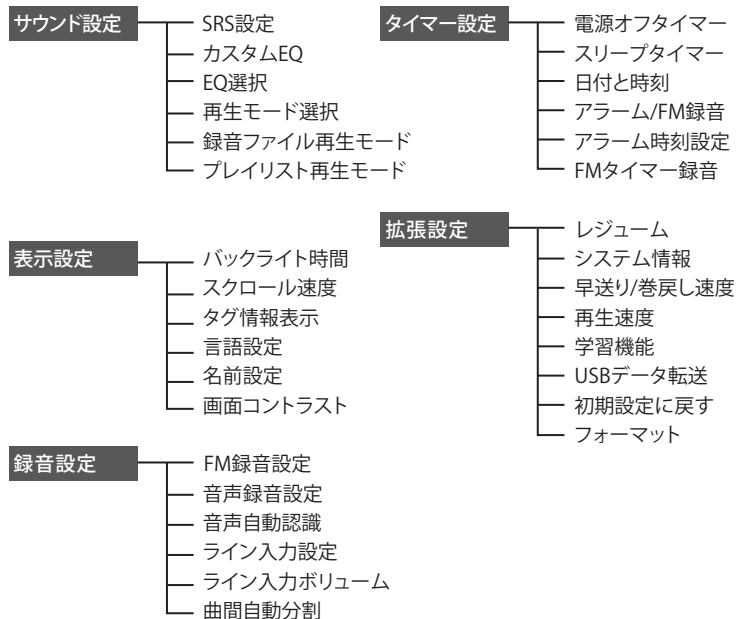 サウンド設定
SRS設定
カスタムEQ
EQ選択
再生モード選択
録音ファイル再生モード
プレイリスト再生モード
表示設定
バックライト時間
スクロール速度
タグ情報表示
言語設定
名前設定
画面コントラスト
録音設定
FM録音設定
音声録音設定
音声自動認識
ライン入力設定
ライン入力ボリューム
曲間自動分割
タイマー設定
電源オフタイマー
スリープタイマー
日付と時刻
アラーム/FM録音
アラーム時刻設定
FMタイマー録音
拡張設定
レジューム
システム情報
早送り/巻戻し速度
再生速度
学習機能
USBデータ転送
初期設定に戻す
フォーマット